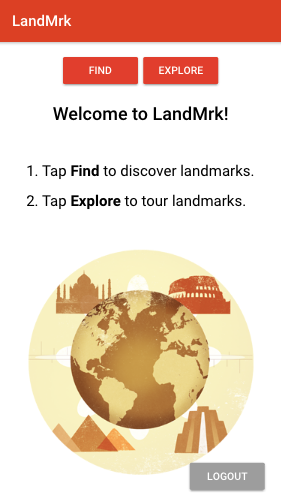 LandMrk
FIND EXPLORE
Welcome to LandMrk!
1. Tap Find to discover landmarks.
2. Tap Explore to tour landmarks.
LOGOUT